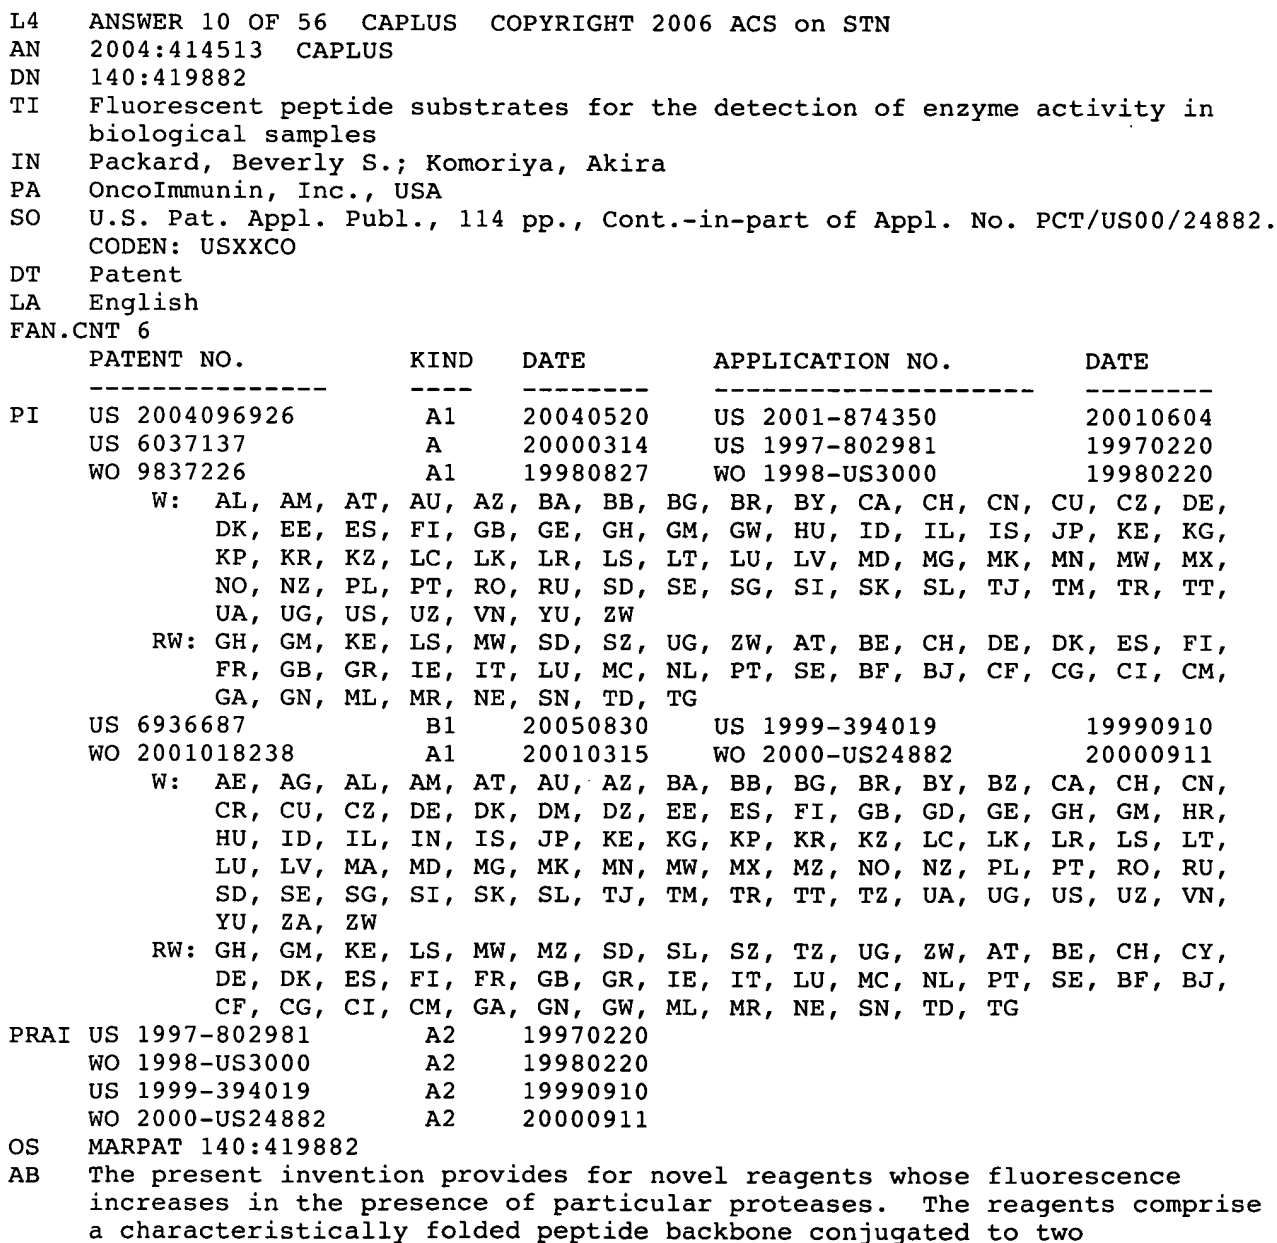 L4 ANSWER 10 OF 56 CAPLUS COPYRIGHT 2006 ACS on STN
AN 2004:414513 CAPLUS
DN 140:419882
TI Fluorescent peptide substrates for the detection of enzyme activity in
biological samples
IN Packard, Beverly S.; Komoriya, Akira
PA OncoImmunin, Inc., USA
SO U.S. Pat. Appl. Publ., 114 pp., Cont.-in-part of Appl. No. PCT/US00/24882.
CODEN: USXXCO
DT Patent
LA English
FAN.CNT 6
PATENT NO. KIND DATE APPLICATION NO. DATE
--------------- ---- -------- -------------------- --------
PI US 2004096926 A1 20040520 US 2001-874350 20010604
US 6037137 A 20000314 US 1997-802981 19970220
WO 9837226 A1 19980827 WO 1998-US3000 19980220
W: AL, AM, AT, AU, AZ, BA, BB, BG, BR, BY, CA, CH, CN, CU, CZ, DE,
DK, EE, ES, FI, GB, GE, GH, GM, GW, HU, ID, IL, IS, JP, KE, KG,
KP, KR, KZ, LC, LK, LR, LS, LT, LU, LV, MD, MG, MK, MN, MW, MX,
NO, NZ, PL, PT, RO, RU, SD, SE, SG, SI, SK, SL, TJ, TM, TR, TT,
UA, UG, US, UZ, VN, YU, ZW
RW: GH, GM, KE, LS, MW, SD, SZ, UG, ZW, AT, BE, CH, DE, DK, ES, FI,
FR, GB, GR, IE, IT, LU, MC, NL, PT, SE, BF, BJ, CF, CG, CI, CM,
GA, GN, ML, MR, NE, SN, TD, TG
US 6936687 B1 20050830 US 1999-394019 19990910
WO 2001018238 A1 20010315 WO 2000-US24882 20000911
W: AE, AG, AL, AM, AT, AU, AZ, BA, BB, BG, BR, BY, BZ, CA, CH, CN,
CR, CU, CZ, DE, DK, DM, DZ, EE, ES, FI, GB, GD, GE, GH, GM, HR,
HU, ID, IL, IN, IS, JP, KE, KG, KP, KR, KZ, LC, LK, LR, LS, LT,
LU, LV, MA, MD, MG, MK, MN, MW, MX, MZ, NO, NZ, PL, PT, RO, RU,
SD, SE, SG, SI, SK, SL, TJ, TM, TR, TT, TZ, UA, UG, US, UZ, VN,
YU, ZA, ZW
RW: GH, GM, KE, LS, MW, MZ, SD, SL, SZ, TZ, UG, ZW, AT, BE, CH, CY,
DE, DK, ES, FI, FR, GB, GR, IE, IT, LU, MC, NL, PT, SE, BF, BJ,
CF, CG, CI, CM, GA, GN, GW, ML, MR, NE, SN, TD, TG
PRAI US 1997-802981 A2 19970220
WO 1998-US3000 A2 19980220
US 1999-394019 A2 19990910
WO 2000-US24882 A2 20000911
OS MARPAT 140:419882
AB The present invention provides for novel reagents whose fluorescence
increases in the presence of particular proteases. The reagents comprise
a characteristically folded peptide backbone conjugated to two